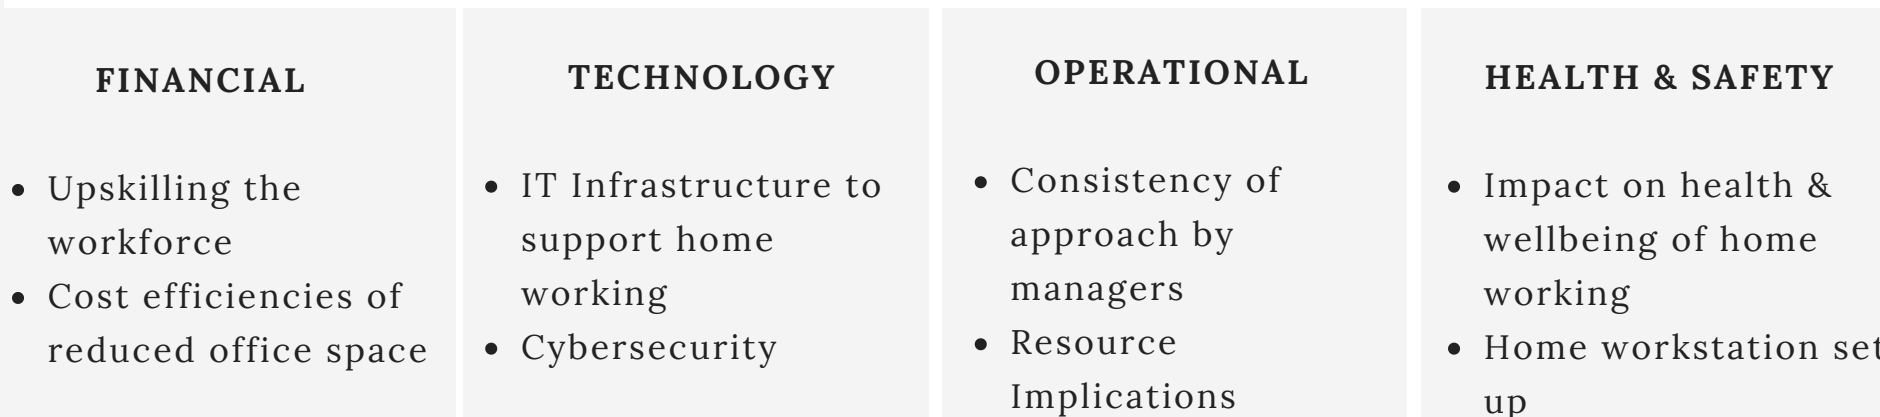 FINANCIAL
Upskilling the
workforce
Cost efficiencies of
reduced office space
TECHNOLOGY
IT Infrastructure to
support home
working
Cybersecurity
OPERATIONAL
Consistency of
approach by
managers
Resource
Implications
HEALTH & SAFETY
Impact on health &
wellbeing of home
working
Home workstation set
up